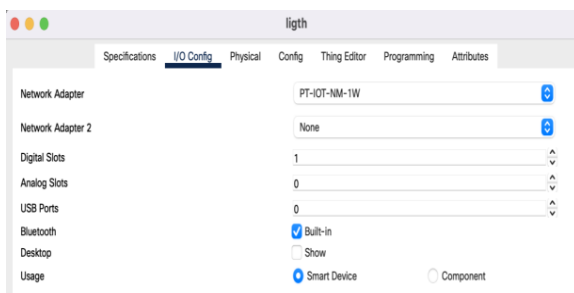 ligth
Specifications I/O Config Physical Config Thing Editor Programming Attributes
Network Adapter PT-IOT-NM-1W
Network Adapter 2 None
Digital Slots 1
Analog Slots 0
USB Ports 0
Bluetooth Built-in
Desktop Show
Usage Smart Device Component